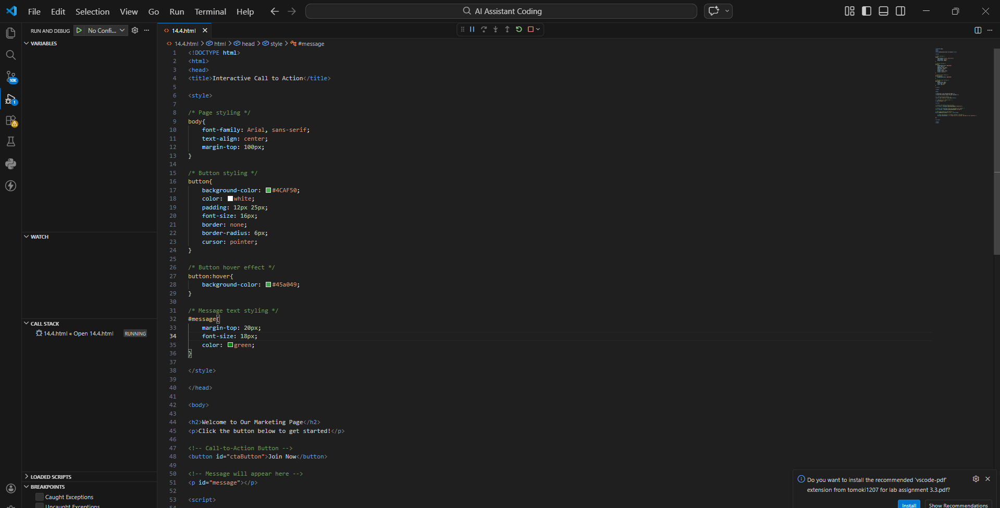 File Edit Selection View Go Run Terminal Help
AI Assistant Coding
RUN AND DEBUG No Confi...
14.4.html
VARIABLES
14.4.html > html > head > style > #message
1 <!DOCTYPE html>
2 <html>
3 <head>
4 <title>Interactive Call to Action</title>
5
6 <style>
7
8 /* Page styling */
9 body{
10 font-family: Arial, sans-serif;
11 text-align: center;
12 margin-top: 100px;
13 }
14
15 /* Button styling */
16 button{
17 background-color: #4CAF50;
18 color: white;
19 padding: 12px 25px;
20 font-size: 16px;
21 border: none;
22 border-radius: 6px;
23 cursor: pointer;
24 }
25
26 /* Button hover effect */
27 button:hover{
28 background-color: #45a049;
29 }
30
31 /* Message text styling */
32 #message{
33 margin-top: 20px;
34 font-size: 18px;
35 color: green;
36 }
37
38 </style>
39
40 </head>
41
42 <body>
43
44 <h2>Welcome to Our Marketing Page</h2>
45 <p>Click the button below to get started!</p>
46
47 <!-- Call-to-Action Button -->
48 <button id="ctaButton">Join Now</button>
49
50 <!-- Message will appear here -->
51 <p id="message"></p>
52
53 <script>
54
10K
1
WATCH
CALL STACK
14.4.html « Open 14.4.html RUNNING
LOADED SCRIPTS
BREAKPOINTS
Caught Exceptions
Uncaught Exceptions
Do you want to install the recommended 'vscode-pdf'
extension from tomoki1207 for lab assignment 3.3.pdf?
Install Show Recommendations